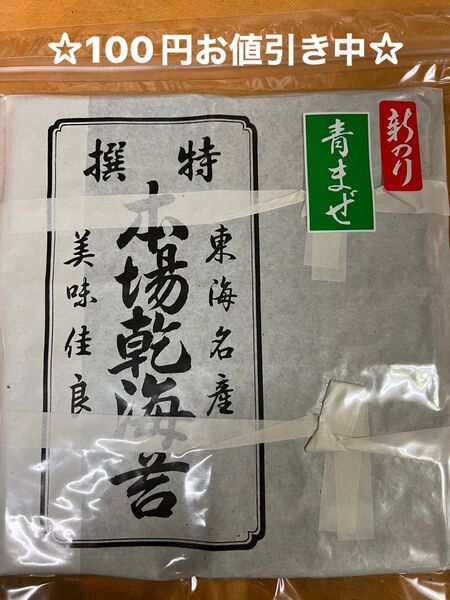 ☆100円お値引き中☆
新のり
青まぜ
特撰
東海名産
本場乾海苔
美味佳良